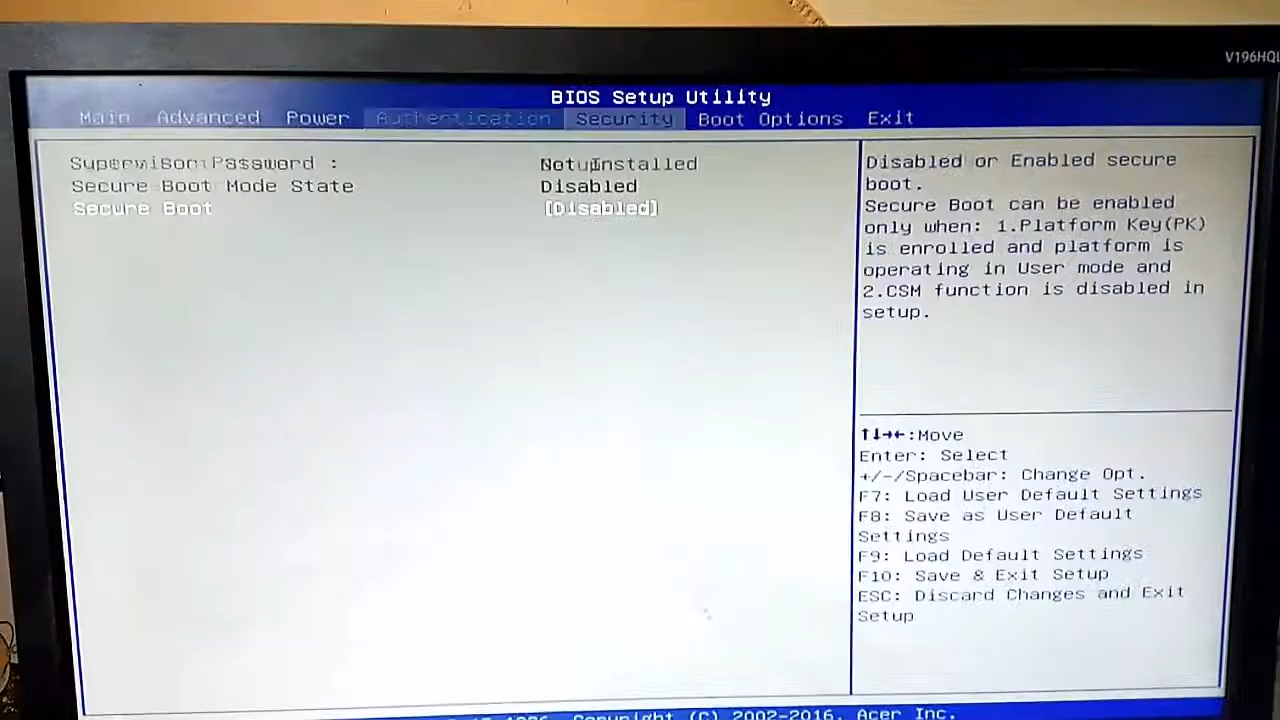 V196HQL
BIOS Setup Utility
Main Advanced Power Authentication Security Boot Options Exit
Password : Installed
Secure Boot Mode State Disabled
Secure Boot [Disabled]
Disabled or Enabled secure
boot.
Secure Boot can be enabled
only when: 1.Platform Key(PK)
is enrolled and platform is
operating in User mode and
2.CSM function is disabled in
setup.
↑↓→←:Move
Enter: Select
+/-/Spacebar: Change Opt.
F7: Load User Default Settings
F8: Save as User Default
Settings
F9: Load Default Settings
F10: Save & Exit Setup
ESC: Discard Changes and Exit
Setup
Copyright (C) 2002-2016, Acer Inc.